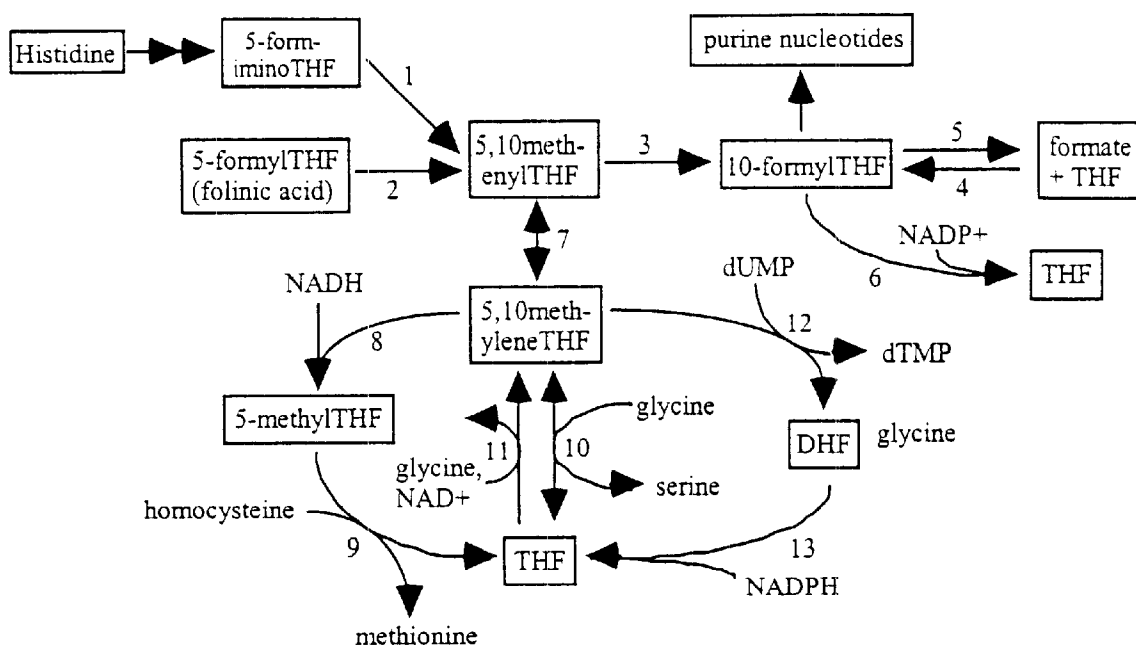 Histidine
5-form-
iminoTHF
1
purine nucleotides
5-formylTHF
(folinic acid)
2
5,10meth-
enylTHF
3
10-formylTHF
5
4
formate
+ THF
7
NADP+
6
THF
NADH
8
5,10meth-
yleneTHF
dUMP
12
dTMP
5-methylTHF
11
10
glycine
DHF
glycine
glycine,
NAD+
serine
homocysteine
9
THF
13
NADPH
methionine